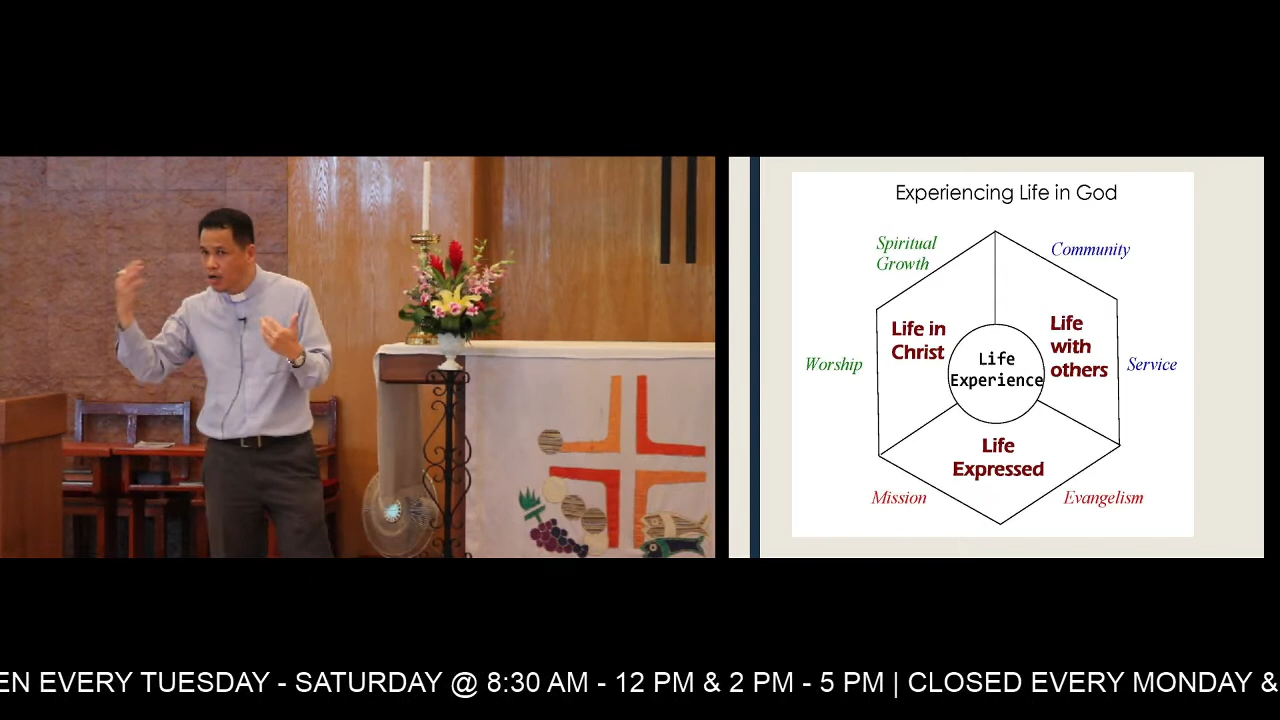 Experiencing Life in God
Spiritual
Growth
Community
Life in
Christ
Life
with
others
Worship
Life
Experience
Service
Life
Expressed
Mission
Evangelism
EN EVERY TUESDAY - SATURDAY @ 8:30 AM - 12 PM & 2 PM - 5 PM | CLOSED EVERY MONDAY &